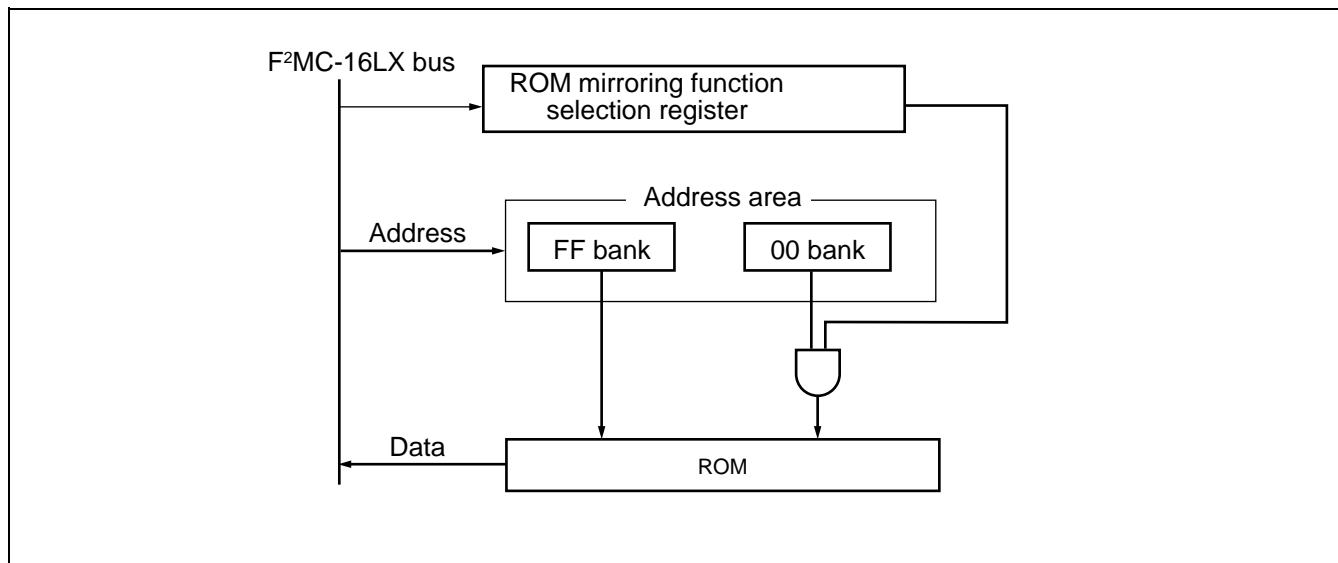 F²MC-16LX bus
ROM mirroring function
selection register
Address area
Address
FF bank
00 bank
Data
ROM